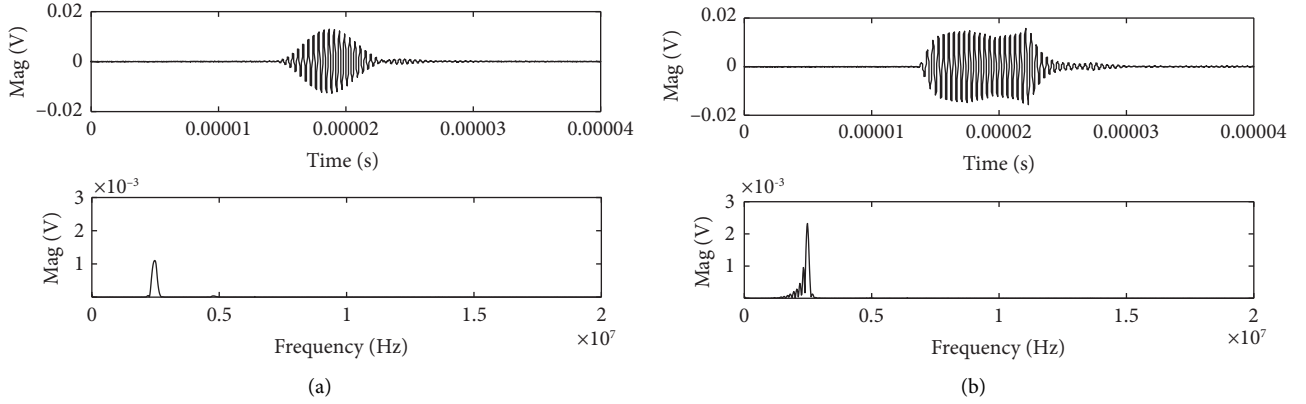 0.02
0
–0.02
Mag (V)
0 0.00001 0.00002 0.00003 0.00004
Time (s)
×10–3
3
2
1
Mag (V)
0 0.5 1 1.5 2
×107
Frequency (Hz)
(a)
0.02
0
–0.02
Mag (V)
0 0.00001 0.00002 0.00003 0.00004
Time (s)
×10–3
3
2
1
Mag (V)
0 0.5 1 1.5 2
×107
Frequency (Hz)
(b)